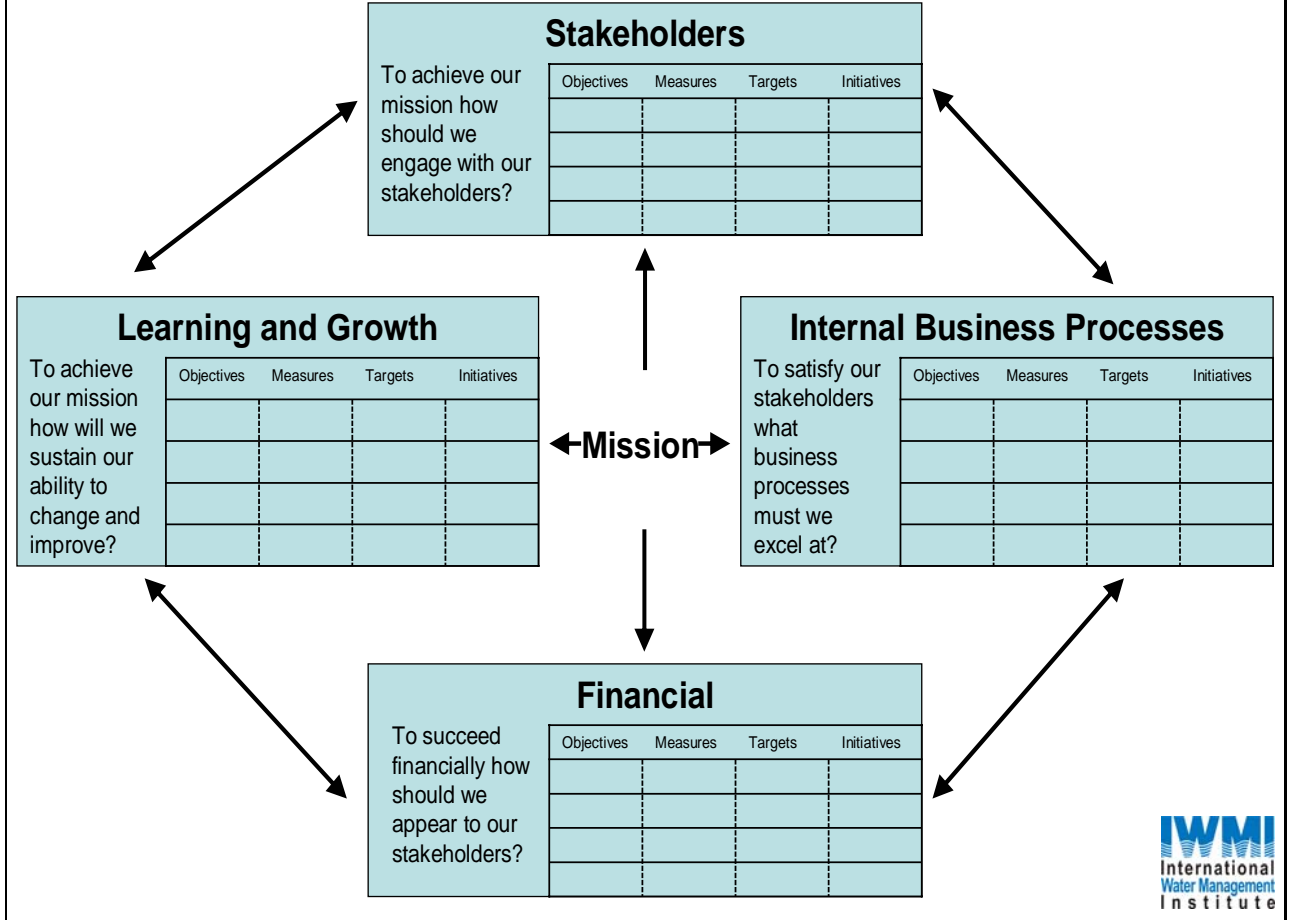 Stakeholders
To achieve our
mission how
should we
engage with our
stakeholders?
Objectives Measures Targets Initiatives
Learning and Growth
To achieve
our mission
how will we
sustain our
ability to
change and
improve?
Objectives Measures Targets Initiatives
Mission
Internal Business Processes
To satisfy our
stakeholders
what
business
processes
must we
excel at?
Objectives Measures Targets Initiatives
Financial
To succeed
financially how
should we
appear to our
stakeholders?
Objectives Measures Targets Initiatives
IWMI
International
Water Management
Institute